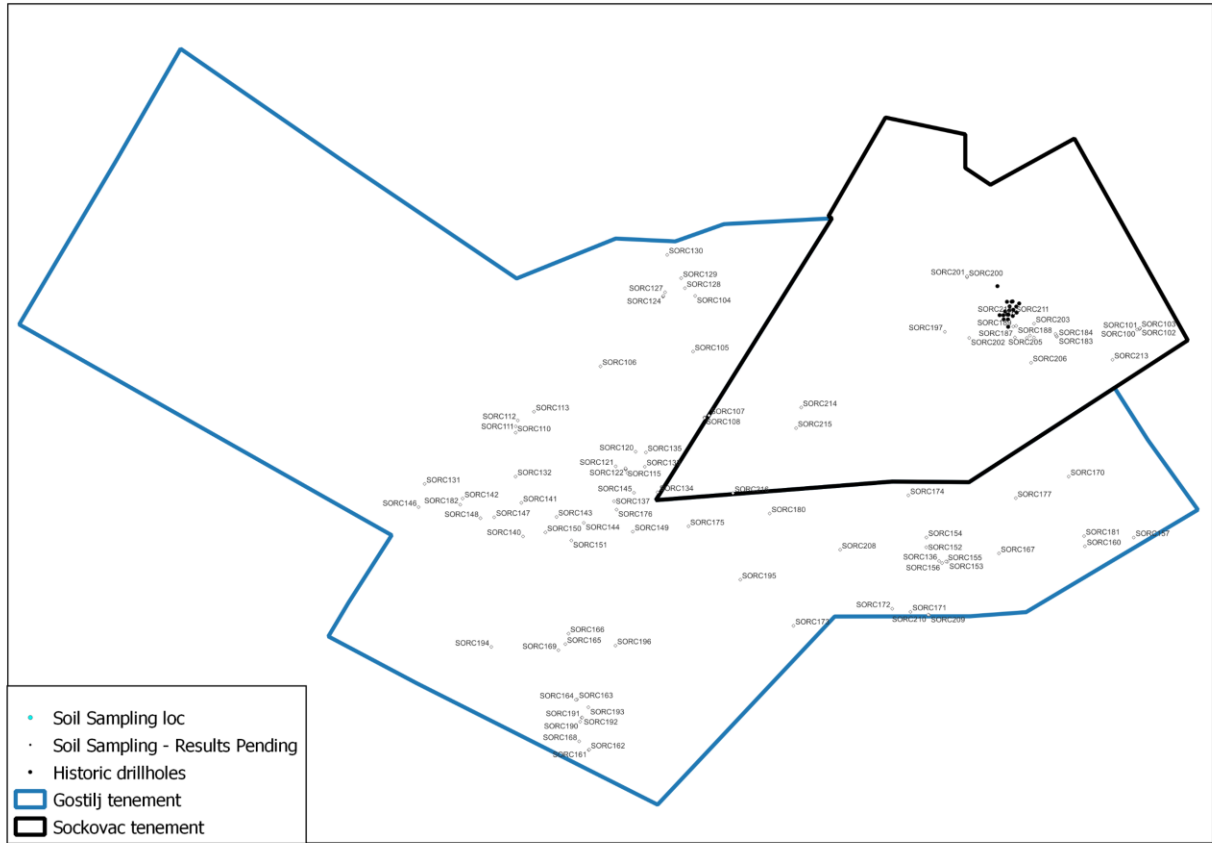 SORC130
SORC129
SORC201 SORC200
SORC127 SORC128
SORC124 SORC104
SORC211
SORC203
SORC197
SORC101 SORC103
SORC187 SORC188 SORC184 SORC100 SORC102
SORC202 SORC205 SORC183
SORC105
SORC206 SORC213
SORC106
SORC214
SORC112 SORC113 SORC107
SORC111 SORC110 SORC108
SORC215
SORC120 SORC135
SORC121
SORC122 SORC115
SORC132 SORC170
SORC131
SORC145 SORC134
SORC174
SORC142 SORC177
SORC146 SORC182 SORC141 SORC137
SORC176 SORC180
SORC148 SORC147 SORC143
SORC144 SORC175
SORC140 SORC150 SORC149
SORC154 SORC181 SORC157
SORC151
SORC208 SORC152 SORC160
SORC167
SORC136 SORC155
SORC156 SORC153
SORC195
SORC172 SORC171
SORC210 SORC209
SORC166
SORC194 SORC169 SORC165 SORC196
SORC164 SORC163
SORC191 SORC193
SORC190 SORC192
SORC168
SORC161 SORC162
Soil Sampling loc
Soil Sampling - Results Pending
Historic drillholes
Gostilj tenement
Sockovac tenement